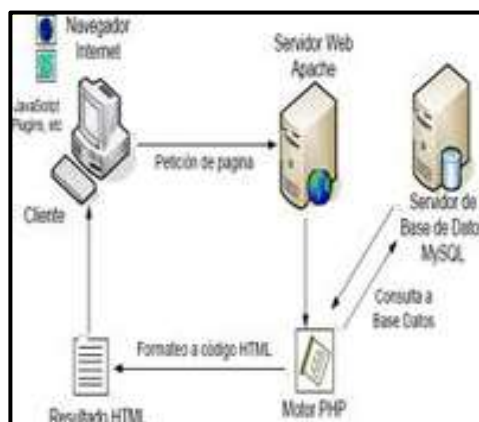 Navegador
Internet
JavaScript
Plugins, etc
Cliente
Petición de pagina
Servidor Web
Apache
Servidor de
Base de Dato
MySQL
Consulta a
Base Datos
Formateo a código HTML
Motor PHP
Resultado HTML